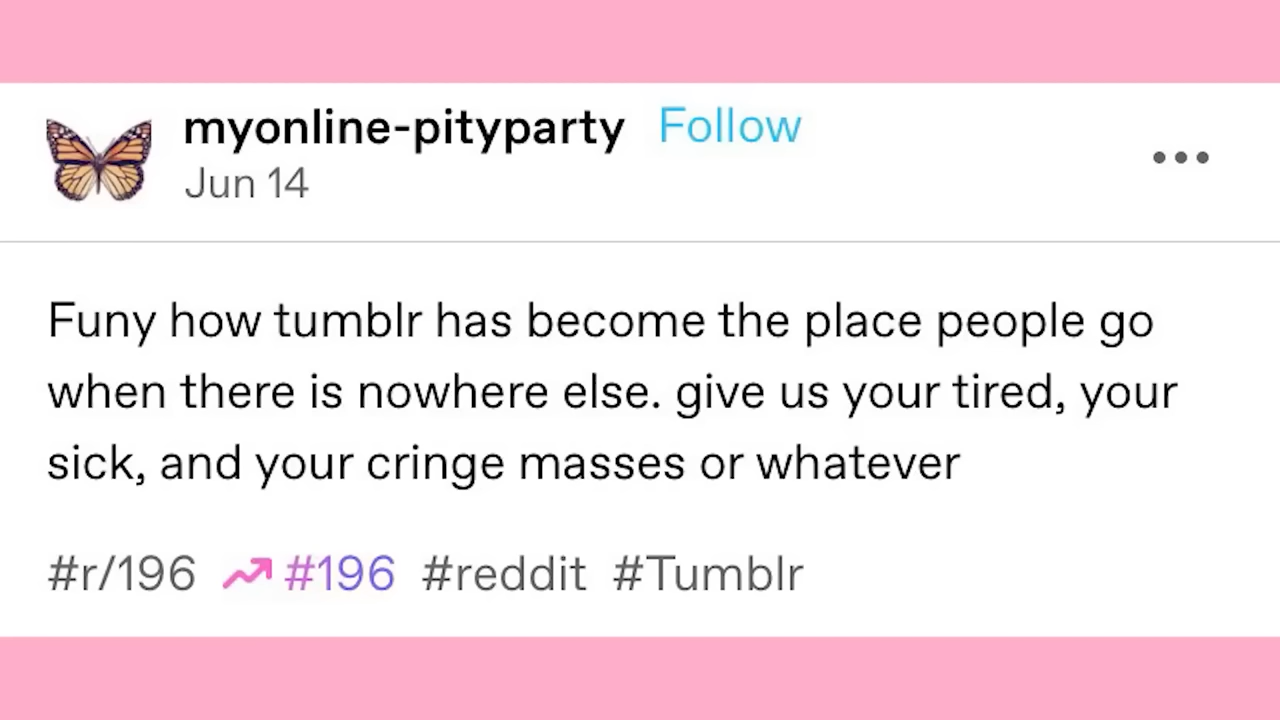 myonline-pityparty Follow
Jun 14
Funy how tumblr has become the place people go
when there is nowhere else. give us your tired, your
sick, and your cringe masses or whatever
#r/196 #196 #reddit #Tumblr